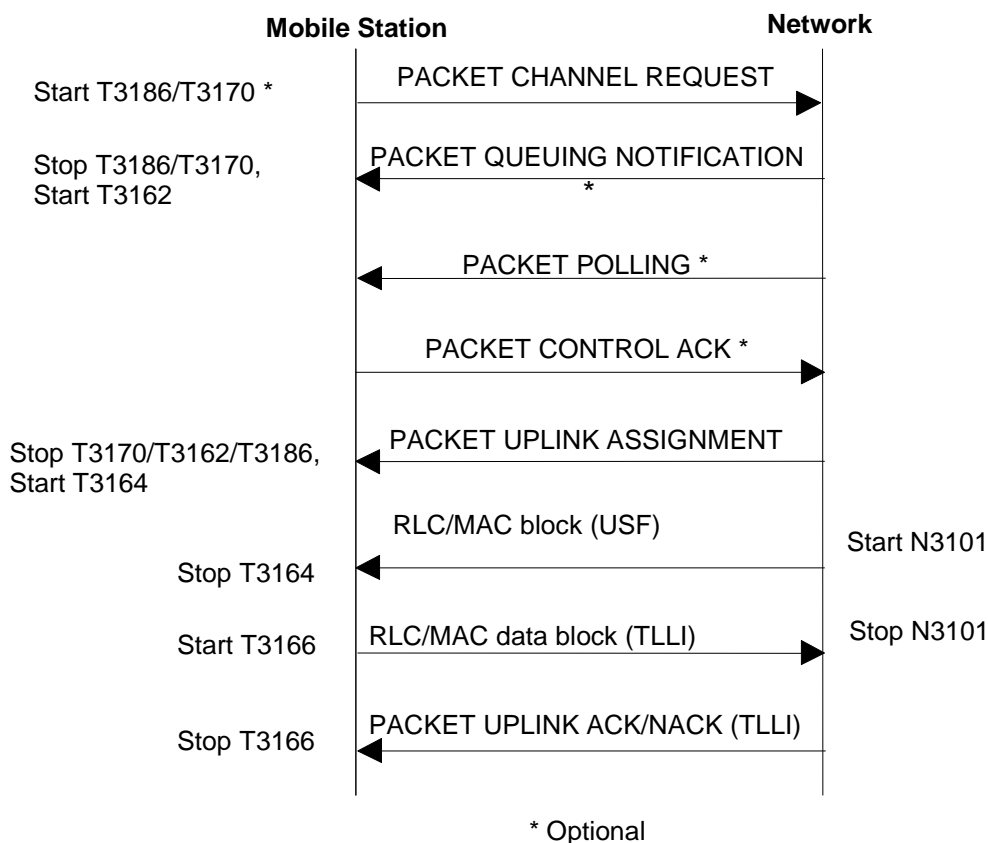 Mobile Station
Network
PACKET CHANNEL REQUEST
Start T3186/T3170 *
PACKET QUEUING NOTIFICATION
*
Stop T3186/T3170,
Start T3162
PACKET POLLING *
PACKET CONTROL ACK *
PACKET UPLINK ASSIGNMENT
Stop T3170/T3162/T3186,
Start T3164
RLC/MAC block (USF)
Start N3101
Stop T3164
Start T3166
RLC/MAC data block (TLLI)
Stop N3101
PACKET UPLINK ACK/NACK (TLLI)
Stop T3166
* Optional